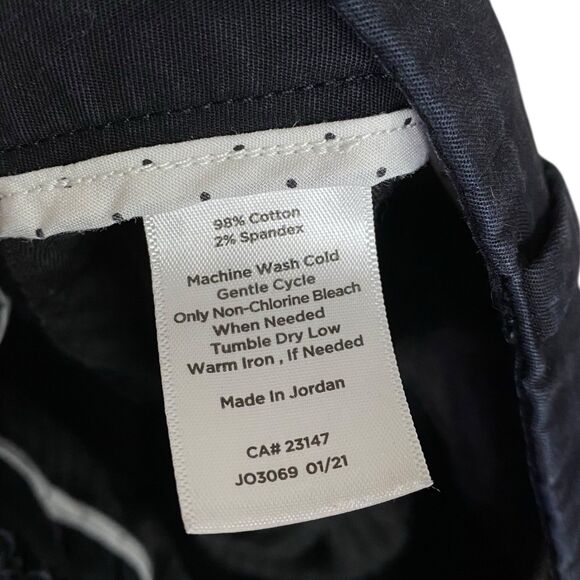 98% Cotton
2% Spandex
Machine Wash Cold
Gentle Cycle
Only Non-Chlorine Bleach
When Needed
Tumble Dry Low
Warm Iron , If Needed
Made In Jordan
CA# 23147
JO3069 01/21